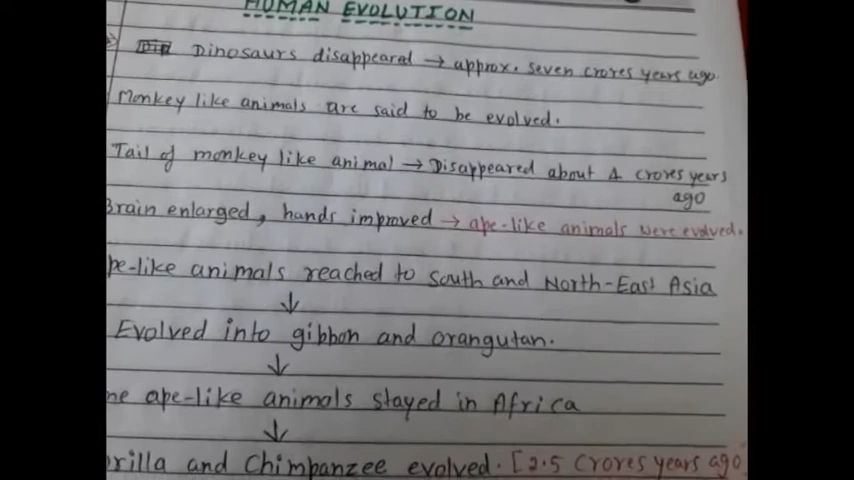 HUMAN EVOLUTION
Dinosaurs disappeared → approx. seven crores years ago.
Monkey like animals are said to be evolved.
Tail of monkey like animal → Disappeared about 4 crores years
ago
Brain enlarged, hands improved → ape-like animals were evolved.
pe-like animals reached to South and North-East Asia
↓
Evolved into gibbon and orangutan.
↓
me ape-like animals stayed in Africa
↓
orilla and Chimpanzee evolved. [2.5 Crores years ago